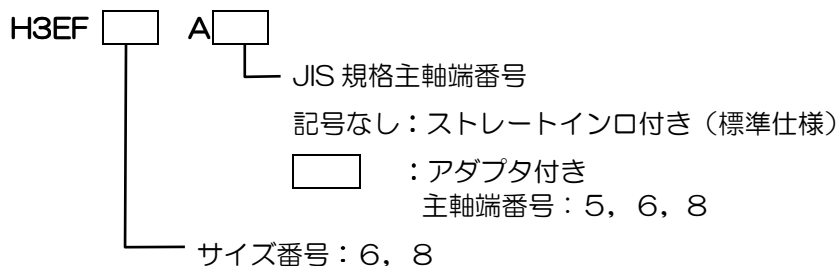 H3EF A
JIS 規格主軸端番号
記号なし：ストレートインロ付き（標準仕様）
：アダプタ付き
主軸端番号：５，６，８
サイズ番号：６，８